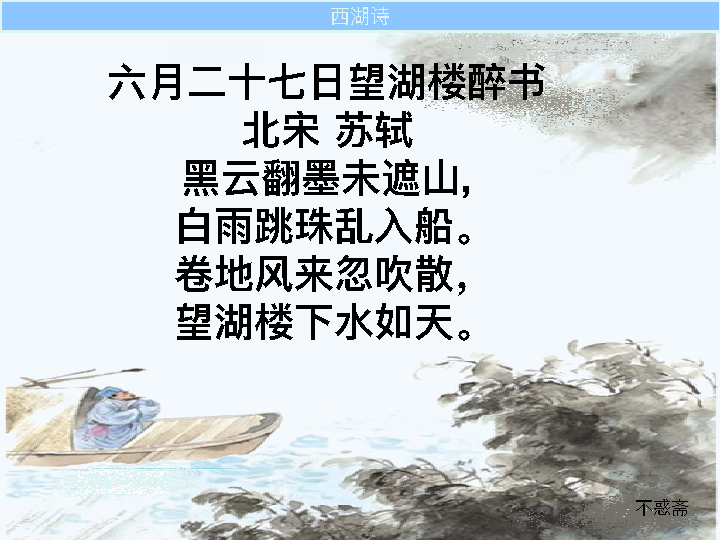 西湖诗
六月二十七日望湖楼醉书
北宋 苏轼
黑云翻墨未遮山，
白雨跳珠乱入船。
卷地风来忽吹散，
望湖楼下水如天。
不惑斋